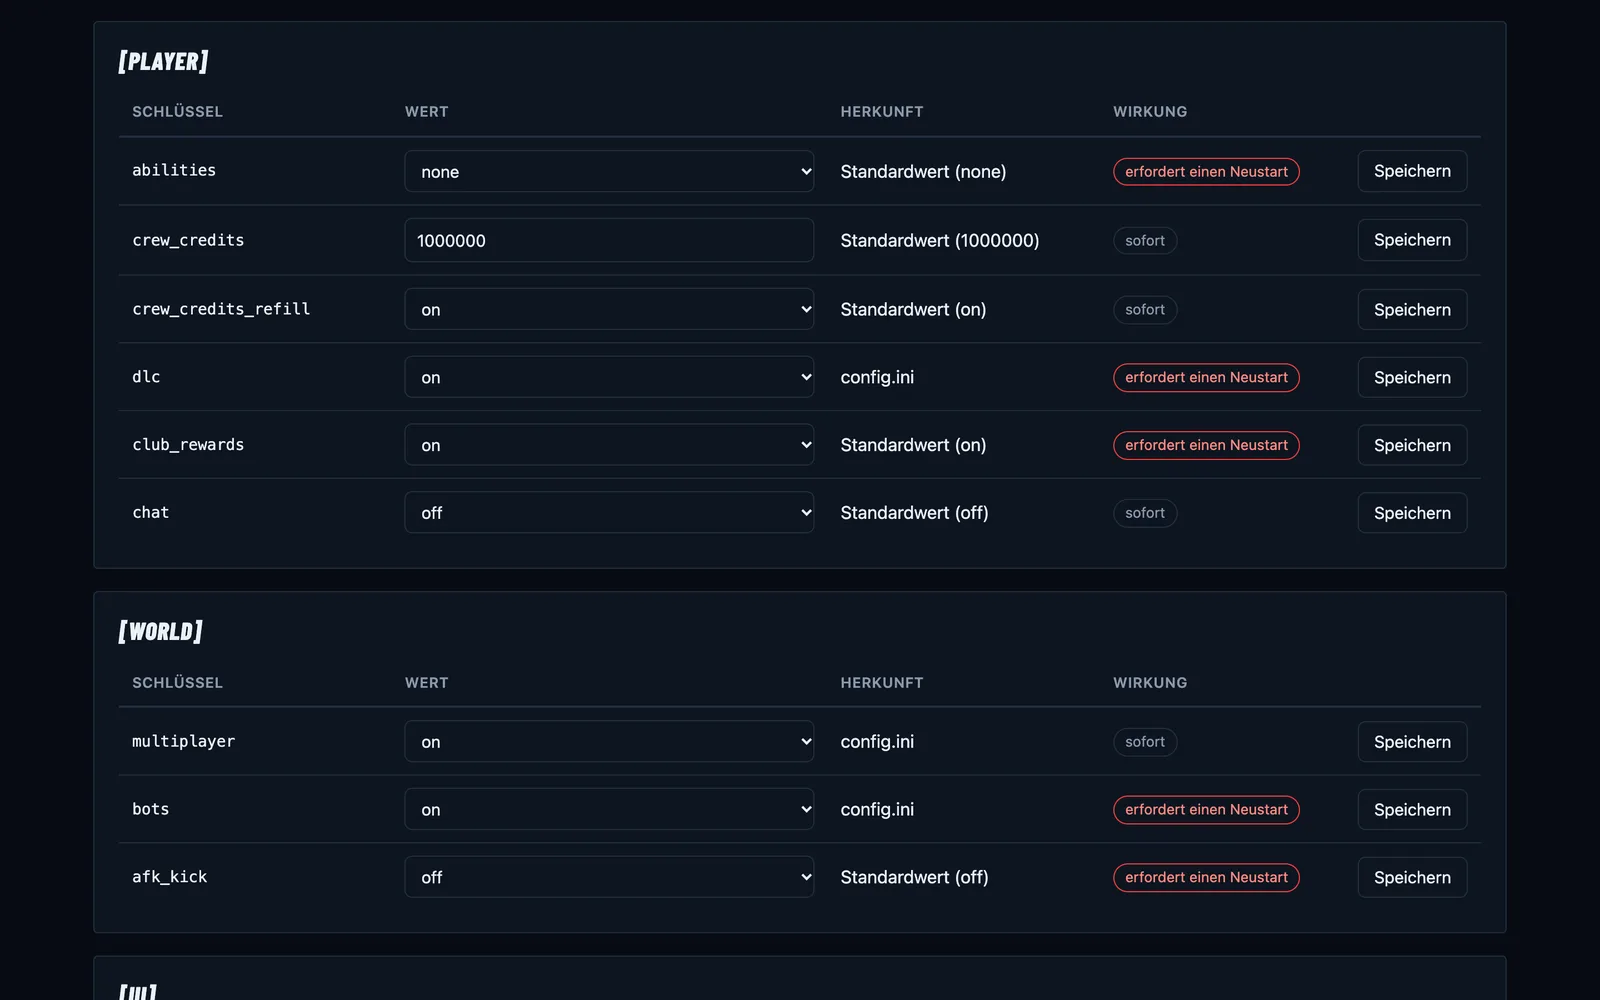 [PLAYER]
SCHLÜSSEL WERT HERKUNFT WIRKUNG
abilities none Standardwert (none) erfordert einen Neustart Speichern
crew_credits 1000000 Standardwert (1000000) sofort Speichern
crew_credits_refill on Standardwert (on) sofort Speichern
dlc on config.ini erfordert einen Neustart Speichern
club_rewards on Standardwert (on) erfordert einen Neustart Speichern
chat off Standardwert (off) sofort Speichern
[WORLD]
SCHLÜSSEL WERT HERKUNFT WIRKUNG
multiplayer on config.ini sofort Speichern
bots on config.ini erfordert einen Neustart Speichern
afk_kick off Standardwert (off) erfordert einen Neustart Speichern